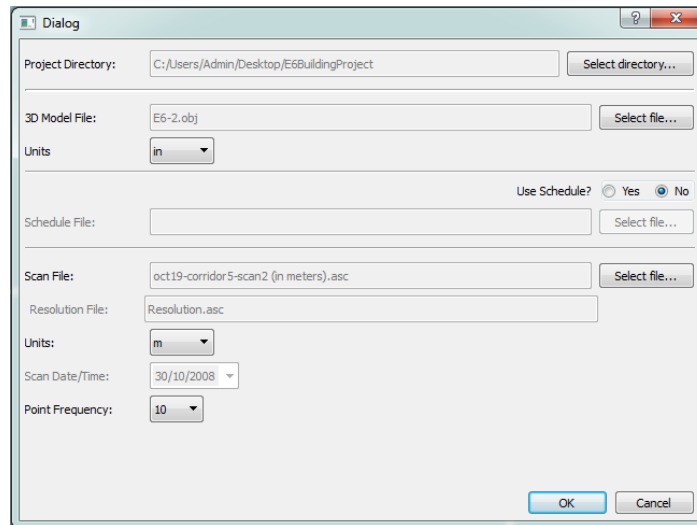 Dialog
Project Directory: C:/Users/Admin/Desktop/E6BuildingProject Select directory...
3D Model File: E6-2.obj Select file...
Units in
Use Schedule? Yes No
Schedule File: Select file...
Scan File: oct19-corridor5-scan2 (in meters).asc Select file...
Resolution File: Resolution.asc
Units: m
Scan Date/Time: 30/10/2008
Point Frequency: 10
OK Cancel